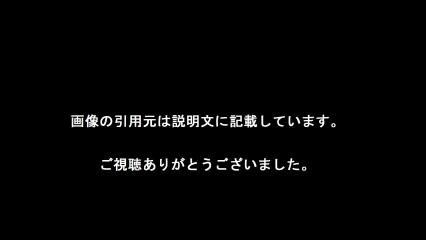 画像の引用元は説明文に記載しています。
ご視聴ありがとうございました。